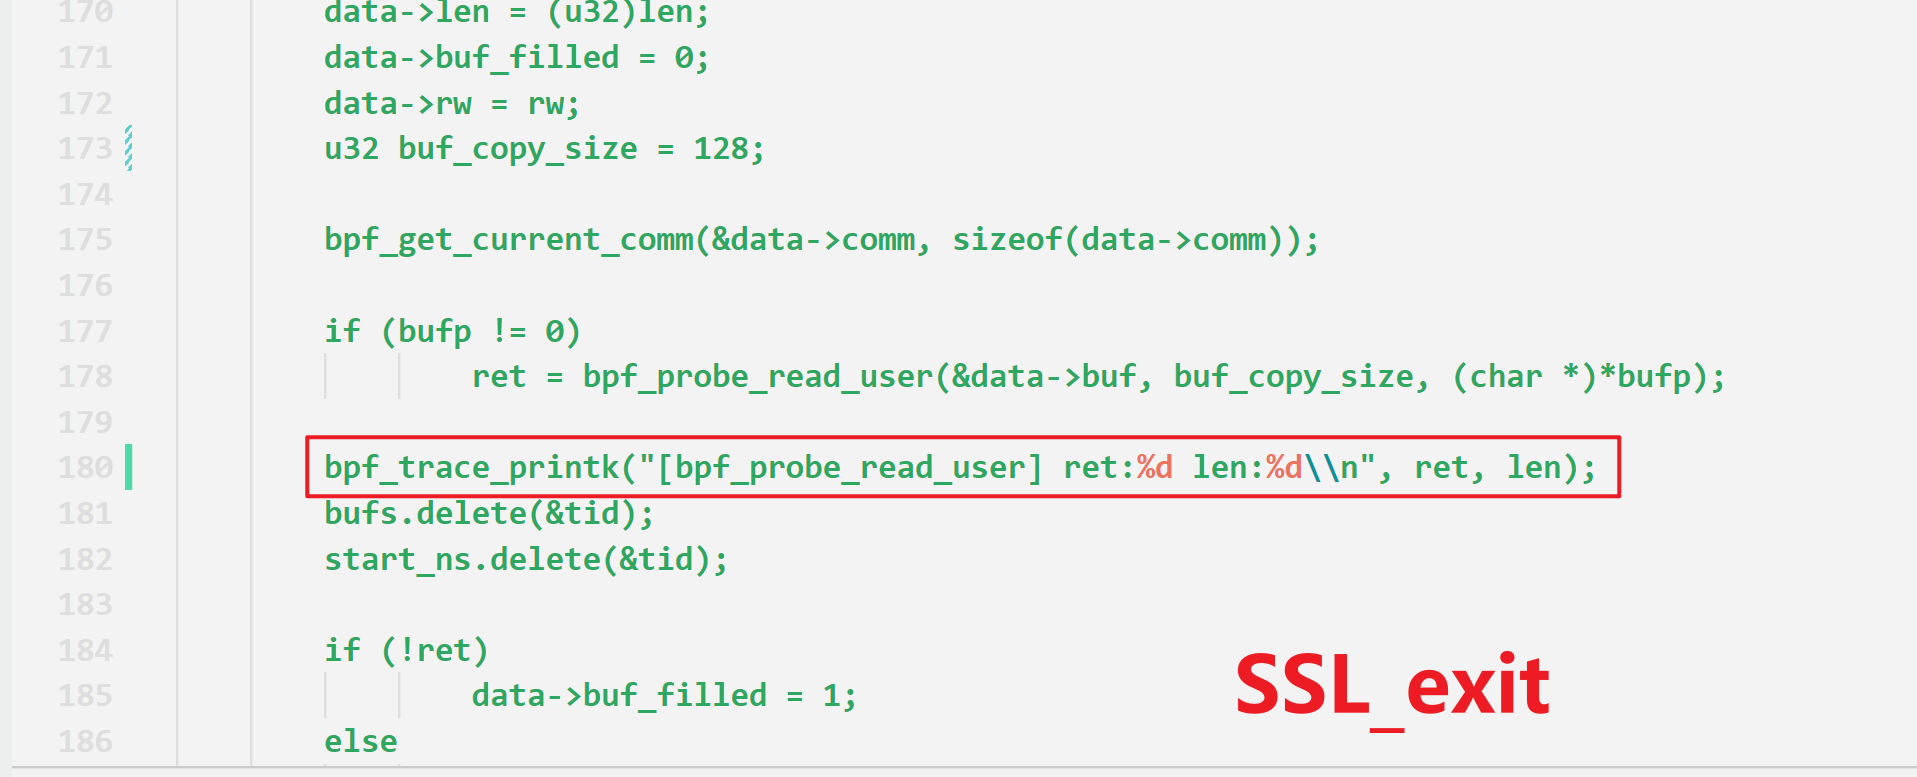 170 data->len = (u32)len;
171 data->buf_filled = 0;
172 data->rw = rw;
173 u32 buf_copy_size = 128;
174
175 bpf_get_current_comm(&data->comm, sizeof(data->comm));
176
177 if (bufp != 0)
178 ret = bpf_probe_read_user(&data->buf, buf_copy_size, (char *)*bufp);
179
180 bpf_trace_printk("[bpf_probe_read_user] ret:%d len:%d\\n", ret, len);
181 bufs.delete(&tid);
182 start_ns.delete(&tid);
183
184 if (!ret)
185 data->buf_filled = 1;
186 else
SSL_exit